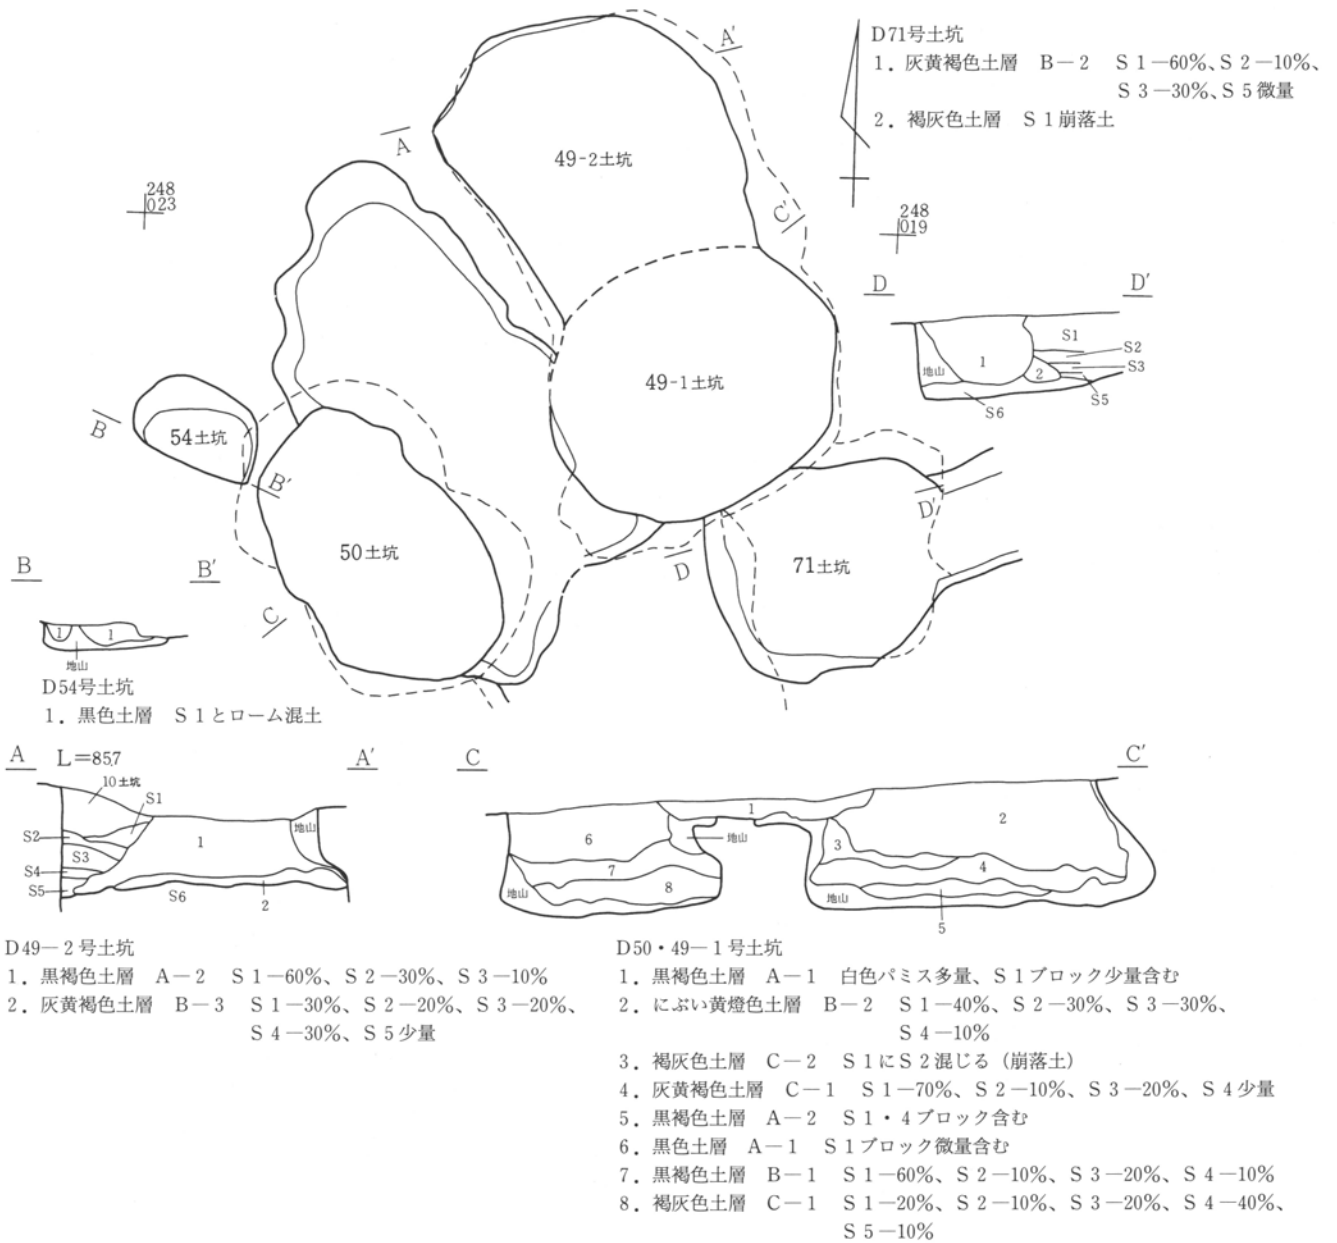 D71号土坑
1．灰黄褐色土層　B－2　S1－60%、S2－10%、
S3－30%、S5微量
2．褐灰色土層　S1崩落土
A'
A
49-2土坑
248
023
C'
248
019
D
D'
S1
S2
S3
S5
S6
地山
1
2
49-1土坑
B
54土坑
B'
D'
50土坑
D
71土坑
C
B
B'
1
1
地山
D54号土坑
1．黒色土層　S1とローム混土
A
L＝857
A'
10土坑
S1
S2
S3
S4
S5
S6
1
2
地山
C
C'
1
2
3
4
5
6
7
8
地山
地山
地山
D49－2号土坑
1．黒褐色土層　A－2　S1－60%、S2－30%、S3－10%
2．灰黄褐色土層　B－3　S1－30%、S2－20%、S3－20%、
S4－30%、S5少量
D50・49－1号土坑
1．黒褐色土層　A－1　白色パミス多量、S1ブロック少量含む
2．にぶい黄燈色土層　B－2　S1－40%、S2－30%、S3－30%、
S4－10%
3．褐灰色土層　C－2　S1にS2混じる（崩落土）
4．灰黄褐色土層　C－1　S1－70%、S2－10%、S3－20%、S4少量
5．黒褐色土層　A－2　S1・4ブロック含む
6．黒色土層　A－1　S1ブロック微量含む
7．黒褐色土層　B－1　S1－60%、S2－10%、S3－20%、S4－10%
8．褐灰色土層　C－1　S1－20%、S2－10%、S3－20%、S4－40%、
S5－10%